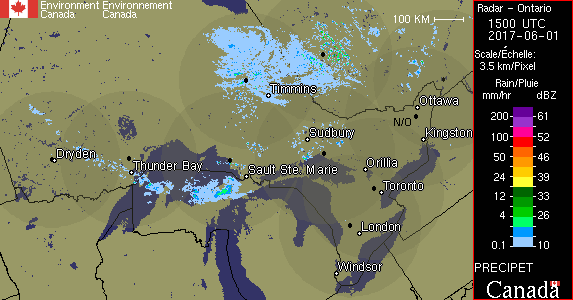 Environment Environnement
Canada Canada
100 KM
Timmins
Ottawa
N/O
Sudbury
Kingston
Dryden
Thunder Bay
Sault Ste. Marie
Orillia
Toronto
London
Windsor
Radar - Ontario
1500 UTC
2017-06-01
Scale/Échelle:
3.5 km/Pixel
Rain/Pluie
mm/hr dBZ
200 61
100 52
50 46
24 39
12 33
4 26
0.1 10
PRECIPET
Canada